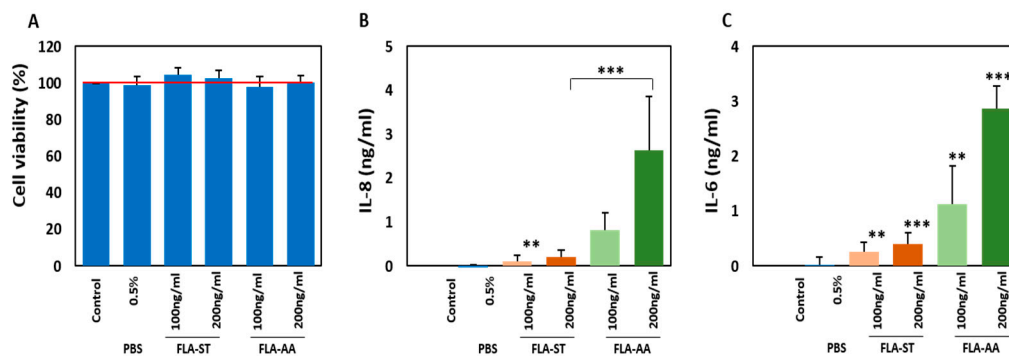 A
Cell viability (%)
120
100
80
60
40
20
0
Control
0.5%
100ng/ml
200ng/ml
100ng/ml
200ng/ml
PBS
FLA-ST
FLA-AA
B
IL-8 (ng/ml)
5
4
3
2
1
0
**
***
Control
0.5%
100ng/ml
200ng/ml
100ng/ml
200ng/ml
PBS
FLA-ST
FLA-AA
C
IL-6 (ng/ml)
4
3
2
1
0
**
***
**
***
Control
0.5%
100ng/ml
200ng/ml
100ng/ml
200ng/ml
PBS
FLA-ST
FLA-AA